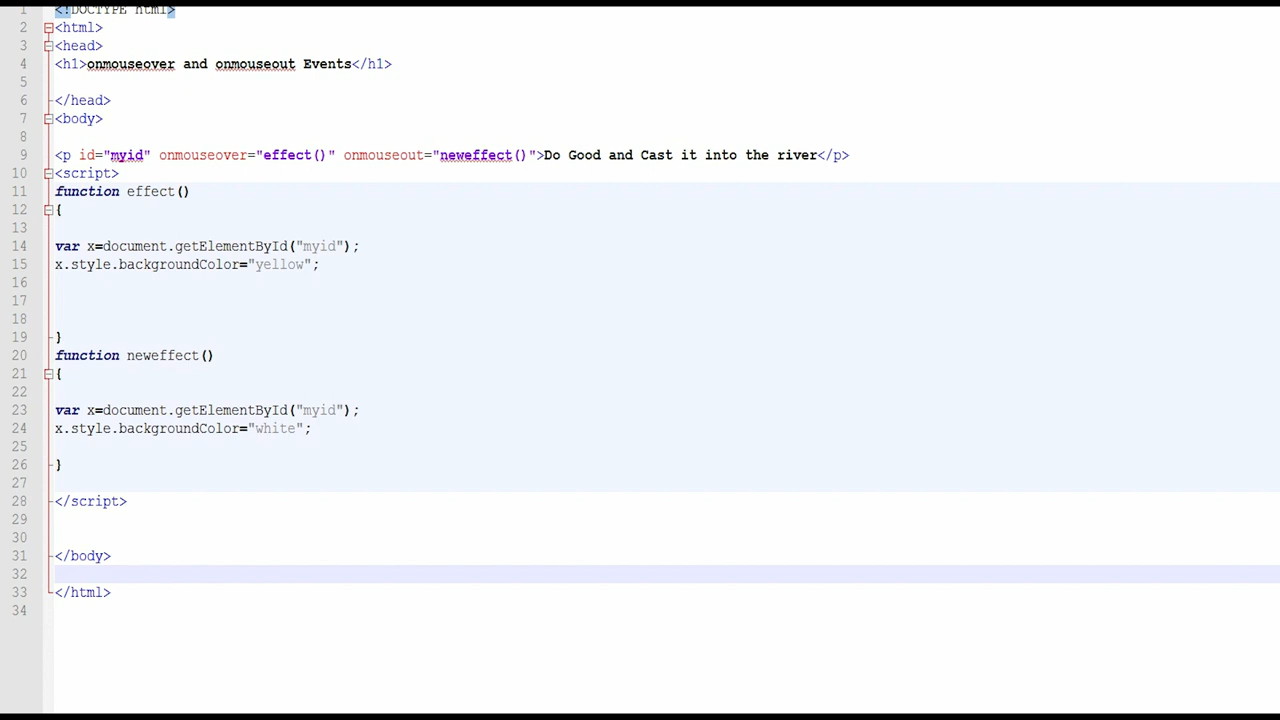 1 <!DOCTYPE html>
2 <html>
3 <head>
4 <h1>onmouseover and onmouseout Events</h1>
5
6 </head>
7 <body>
8
9 <p id="myid" onmouseover="effect()" onmouseout="neweffect()">Do Good and Cast it into the river</p>
10 <script>
11 function effect()
12 {
13
14 var x=document.getElementById("myid");
15 x.style.backgroundColor="yellow";
16
17
18
19 }
20 function neweffect()
21 {
22
23 var x=document.getElementById("myid");
24 x.style.backgroundColor="white";
25
26 }
27
28 </script>
29
30
31 </body>
32
33 </html>
34